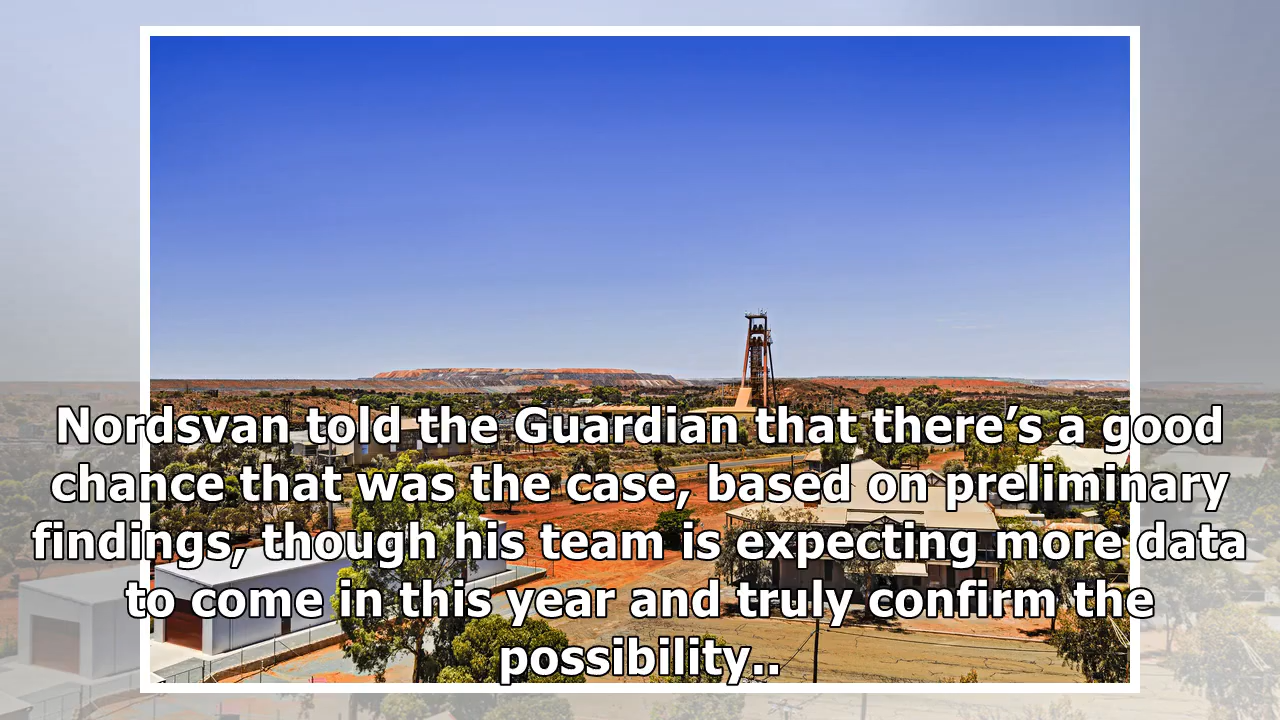 Nordsvan told the Guardian that there’s a good
chance that was the case, based on preliminary
findings, though his team is expecting more data
to come in this year and truly confirm the
possibility..